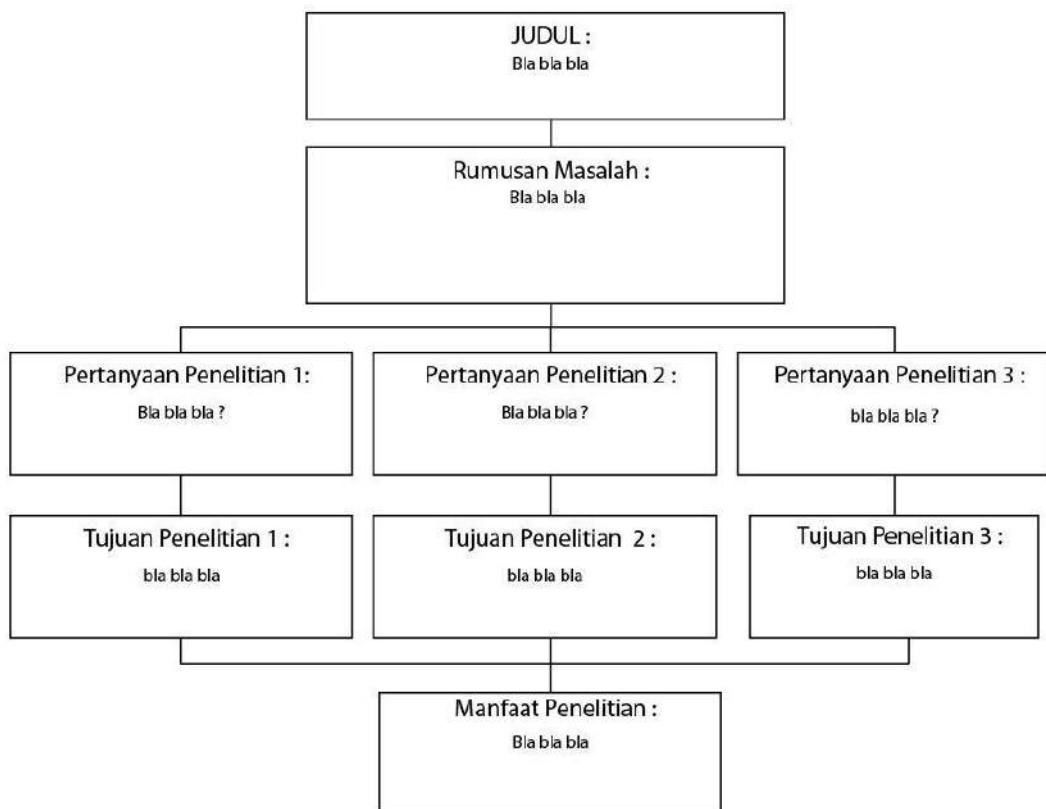 JUDUL :
Bla bla bla
Rumusan Masalah :
Bla bla bla
Pertanyaan Penelitian 1:
Bla bla bla ?
Pertanyaan Penelitian 2 :
Bla bla bla ?
Pertanyaan Penelitian 3 :
bla bla bla ?
Tujuan Penelitian 1 :
bla bla bla
Tujuan Penelitian 2 :
bla bla bla
Tujuan Penelitian 3 :
bla bla bla
Manfaat Penelitian :
Bla bla bla